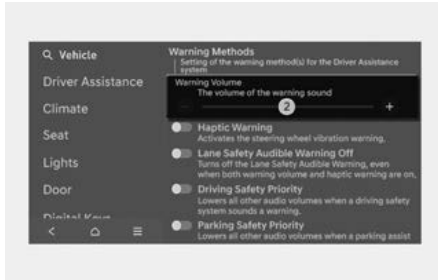 Vehicle
Driver Assistance
Climate
Seat
Lights
Door
Digital Keys
Warning Methods
Setting of the warning method(s) for the Driver Assistance
system
Warning Volume
The volume of the warning sound
− 2 +
Haptic Warning
Activates the steering wheel vibration warning.
Lane Safety Audible Warning Off
Turns off the Lane Safety Audible Warning, even
when both warning volume and haptic warning are on.
Driving Safety Priority
Lowers all other audio volumes when a driving safety
system sounds a warning.
Parking Safety Priority
Lowers all other audio volumes when a parking assist